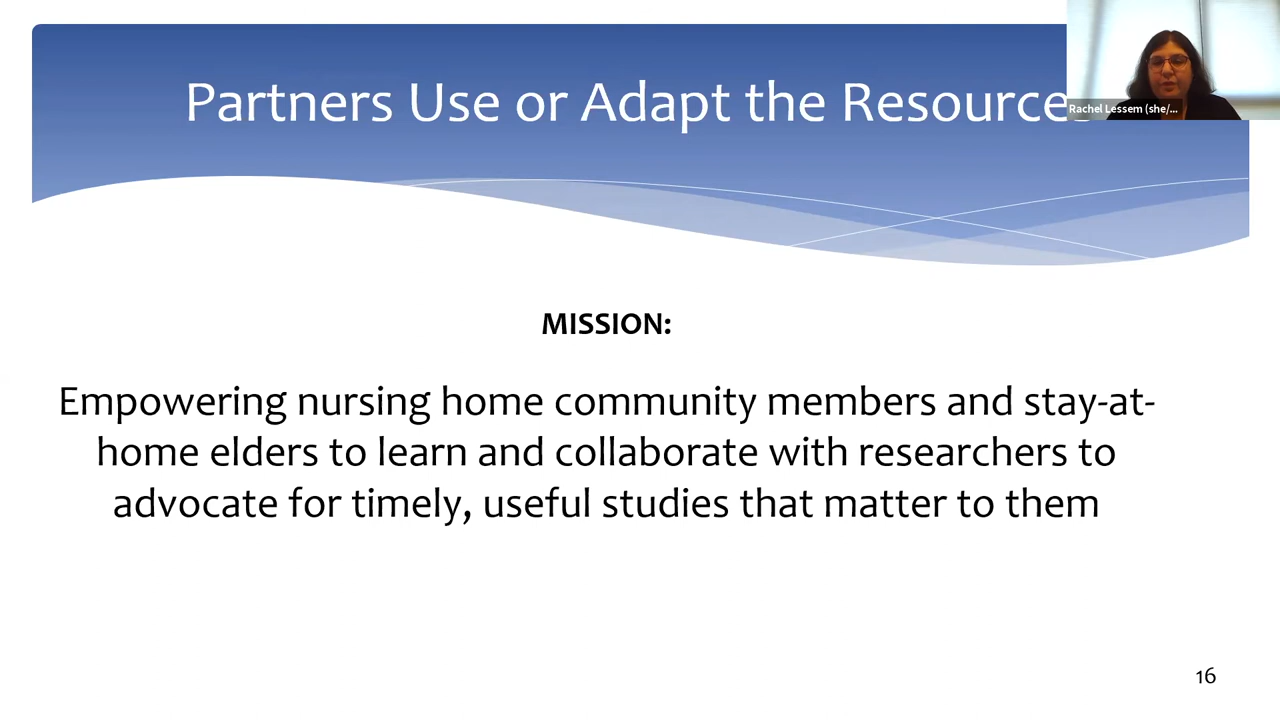 Partners Use or Adapt the Resources
Rachel Lessem (she/...
MISSION:
Empowering nursing home community members and stay-at-
home elders to learn and collaborate with researchers to
advocate for timely, useful studies that matter to them
16